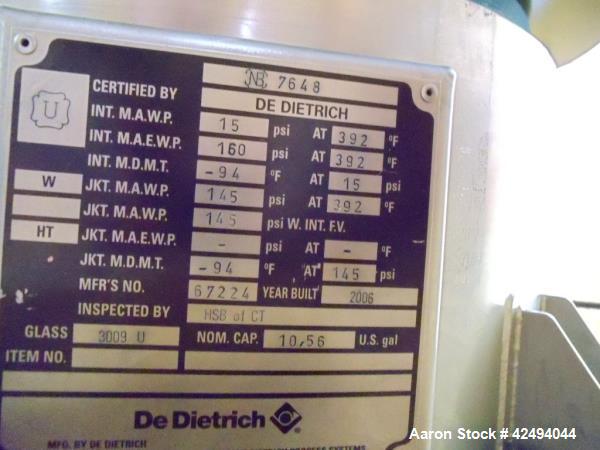 NB 7648
CERTIFIED BY DE DIETRICH
U
INT. M.A.W.P. 15 psi AT 392 °F
INT. M.A.E.W.P. 160 psi AT 392 °F
INT. M.D.M.T. -94 °F AT 15 psi
W JKT. M.A.W.P. 145 psi AT 392 °F
JKT. M.A.W.P. 145 psi W. INT. F.V.
HT JKT. M.A.E.W.P. - psi AT - °F
JKT. M.D.M.T. -94 °F AT 145 psi
MFR'S NO. 67224 YEAR BUILT 2006
INSPECTED BY HSB of CT
GLASS 3009 U NOM. CAP. 10,56 U.S. gal
ITEM NO.
De Dietrich
MFG. BY DE DIETRICH PROCESS SYSTEMS
Aaron Stock # 42494044